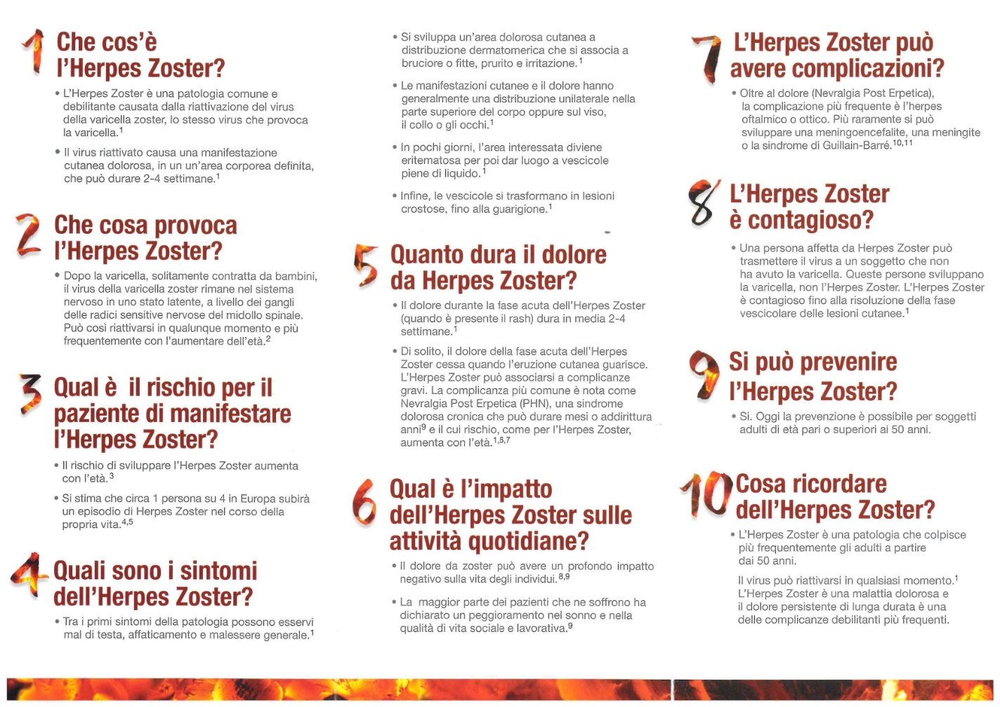 1 Che cos'è
l'Herpes Zoster?
• L'Herpes Zoster è una patologia comune e
debilitante causata dalla riattivazione del virus
della varicella zoster, lo stesso virus che provoca
la varicella.1
• Il virus riattivato causa una manifestazione
cutanea dolorosa, in un un'area corporea definita,
che può durare 2-4 settimane.1
2 Che cosa provoca
l'Herpes Zoster?
• Dopo la varicella, solitamente contratta da bambini,
il virus della varicella zoster rimane nel sistema
nervoso in uno stato latente, a livello dei gangli
delle radici sensitive nervose del midollo spinale.
Può così riattivarsi in qualunque momento e più
frequentemente con l'aumentare dell'età.2
3 Qual è il rischio per il
paziente di manifestare
l'Herpes Zoster?
• Il rischio di sviluppare l'Herpes Zoster aumenta
con l'età.3
• Si stima che circa 1 persona su 4 in Europa subirà
un episodio di Herpes Zoster nel corso della
propria vita.4,5
4 Quali sono i sintomi
dell'Herpes Zoster?
• Tra i primi sintomi della patologia possono esservi
mal di testa, affaticamento e malessere generale.1
• Si sviluppa un'area dolorosa cutanea a
distribuzione dermatomerica che si associa a
bruciore o fitte, prurito e irritazione.1
• Le manifestazioni cutanee e il dolore hanno
generalmente una distribuzione unilaterale nella
parte superiore del corpo oppure sul viso,
il collo o gli occhi.1
• In pochi giorni, l'area interessata diviene
eritematosa per poi dar luogo a vescicole
piene di liquido.1
• Infine, le vescicole si trasformano in lesioni
crostose, fino alla guarigione.1
5 Quanto dura il dolore
da Herpes Zoster?
• Il dolore durante la fase acuta dell'Herpes Zoster
(quando è presente il rash) dura in media 2-4
settimane.1
• Di solito, il dolore della fase acuta dell'Herpes
Zoster cessa quando l'eruzione cutanea guarisce.
L'Herpes Zoster può associarsi a complicanze
gravi. La complicanza più comune è nota come
Nevralgia Post Erpetica (PHN), una sindrome
dolorosa cronica che può durare mesi o addirittura
anni9 e il cui rischio, come per l'Herpes Zoster,
aumenta con l'età.1,6,7
6 Qual è l'impatto
dell'Herpes Zoster sulle
attività quotidiane?
• Il dolore da zoster può avere un profondo impatto
negativo sulla vita degli individui.8,9
• La maggior parte dei pazienti che ne soffrono ha
dichiarato un peggioramento nel sonno e nella
qualità di vita sociale e lavorativa.9
7 L'Herpes Zoster può
avere complicazioni?
• Oltre al dolore (Nevralgia Post Erpetica),
la complicazione più frequente è l'herpes
oftalmico o ottico. Più raramente si può
sviluppare una meningoencefalite, una meningite
o la sindrome di Guillain-Barré.10,11
8 L'Herpes Zoster
è contagioso?
• Una persona affetta da Herpes Zoster può
trasmettere il virus a un soggetto che non
ha avuto la varicella. Queste persone sviluppano
la varicella, non l'Herpes Zoster. L'Herpes Zoster
è contagioso fino alla risoluzione della fase
vescicolare delle lesioni cutanee.1
9 Si può prevenire
l'Herpes Zoster?
• Si. Oggi la prevenzione è possibile per soggetti
adulti di età pari o superiori ai 50 anni.
10 Cosa ricordare
dell'Herpes Zoster?
• L'Herpes Zoster è una patologia che colpisce
più frequentemente gli adulti a partire
dai 50 anni.
Il virus può riattivarsi in qualsiasi momento.1
L'Herpes Zoster è una malattia dolorosa e
il dolore persistente di lunga durata è una
delle complicanze debilitanti più frequenti.